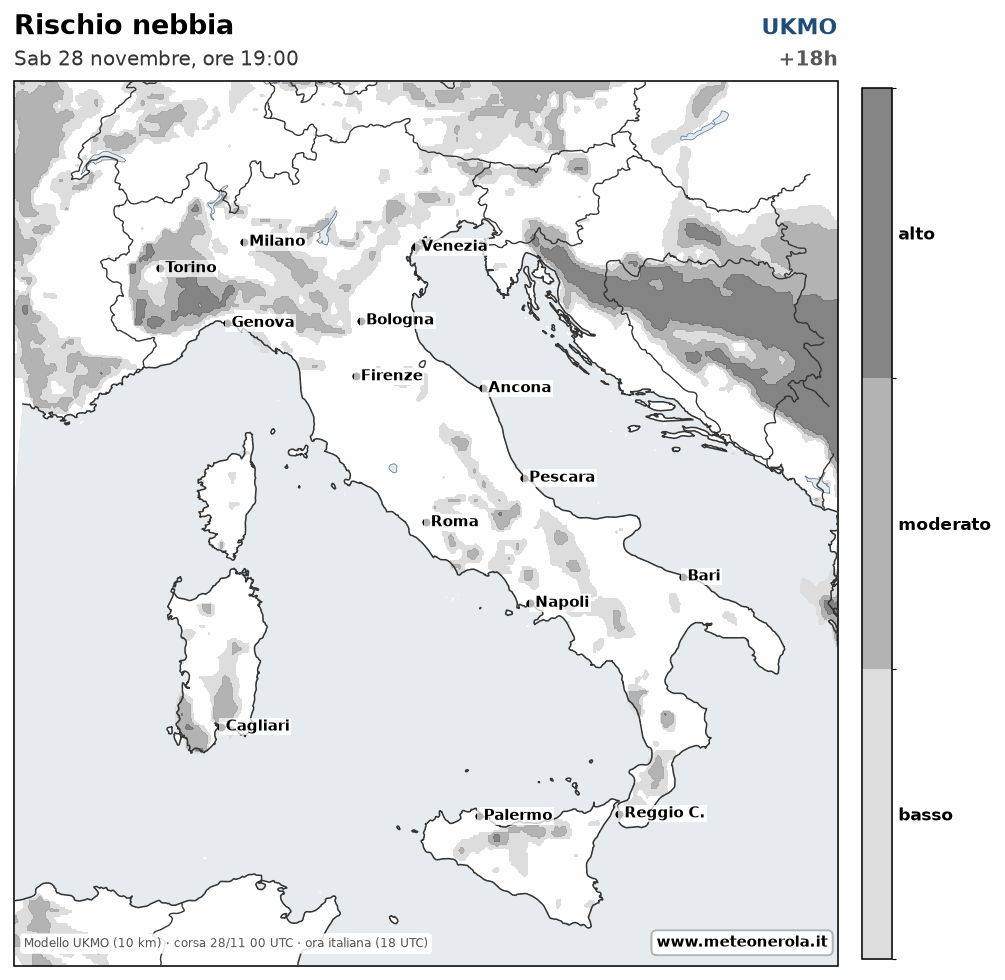 Rischio nebbia
UKMO
Sab 28 novembre, ore 19:00
+18h
alto
Milano
Venezia
Torino
Genova
Bologna
Firenze
Ancona
Pescara
Roma
moderato
Bari
Napoli
Cagliari
Palermo
Reggio C.
basso
Modello UKMO (10 km) · corsa 28/11 00 UTC · ora italiana (18 UTC)
www.meteonerola.it